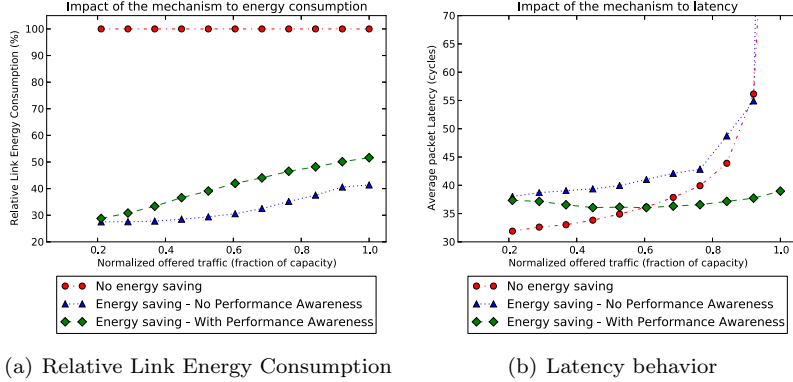 Impact of the mechanism to energy consumption
Relative Link Energy Consumption (%)
100
90
80
70
60
50
40
30
20
0.2 0.4 0.6 0.8 1.0
Normalized offered traffic (fraction of capacity)
No energy saving
Energy saving - No Performance Awareness
Energy saving - With Performance Awareness
(a) Relative Link Energy Consumption
Impact of the mechanism to latency
Average packet Latency (cycles)
70
65
60
55
50
45
40
35
30
0.2 0.4 0.6 0.8 1.0
Normalized offered traffic (fraction of capacity)
No energy saving
Energy saving - No Performance Awareness
Energy saving - With Performance Awareness
(b) Latency behavior